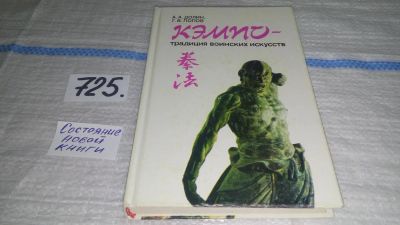 725.
Состояние
новой
книги
А.А. ДОЛИН
Г.В. ПОПОВ
КЭМПО-
традиция воинских искусств
拳法